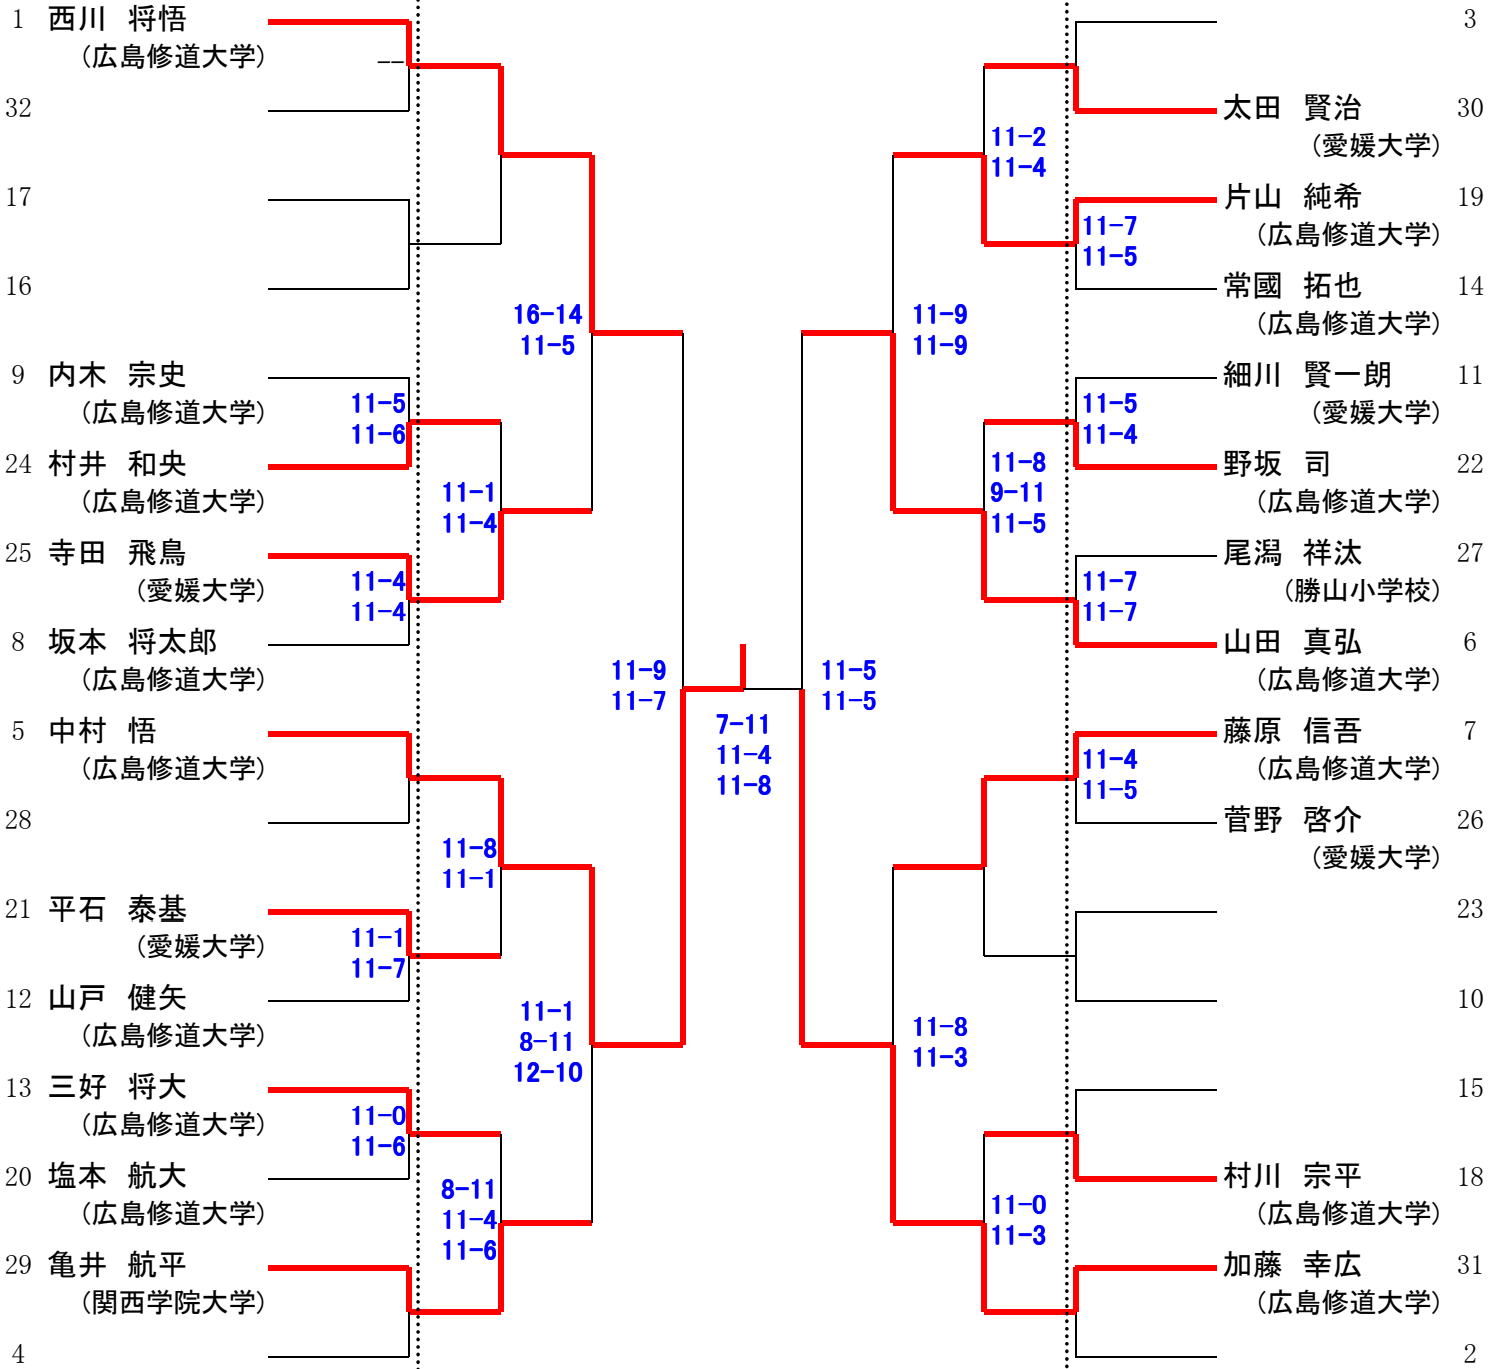 1 西川 将悟
(広島修道大学)
--
32
17
16
16-14
11-5
9 内木 宗史
(広島修道大学)
11-5
11-6
24 村井 和央
(広島修道大学)
11-1
11-4
25 寺田 飛鳥
(愛媛大学)
11-4
11-4
8 坂本 将太郎
(広島修道大学)
11-9
11-7
5 中村 悟
(広島修道大学)
28
11-8
11-1
21 平石 泰基
(愛媛大学)
11-1
11-7
12 山戸 健矢
(広島修道大学)
11-1
8-11
12-10
13 三好 将大
(広島修道大学)
11-0
11-6
20 塩本 航大
(広島修道大学)
8-11
11-4
11-6
29 亀井 航平
(関西学院大学)
4
7-11
11-4
11-8
3
太田 賢治 30
(愛媛大学)
11-2
11-4
片山 純希 19
(広島修道大学)
11-7
11-5
常國 拓也 14
(広島修道大学)
11-9
11-9
細川 賢一朗 11
(愛媛大学)
11-5
11-4
野坂 司 22
(広島修道大学)
11-8
9-11
11-5
尾潟 祥汰 27
(勝山小学校)
11-7
11-7
山田 真弘 6
(広島修道大学)
11-5
11-5
藤原 信吾 7
(広島修道大学)
11-4
11-5
菅野 啓介 26
(愛媛大学)
23
10
11-8
11-3
15
村川 宗平 18
(広島修道大学)
11-0
11-3
加藤 幸広 31
(広島修道大学)
2